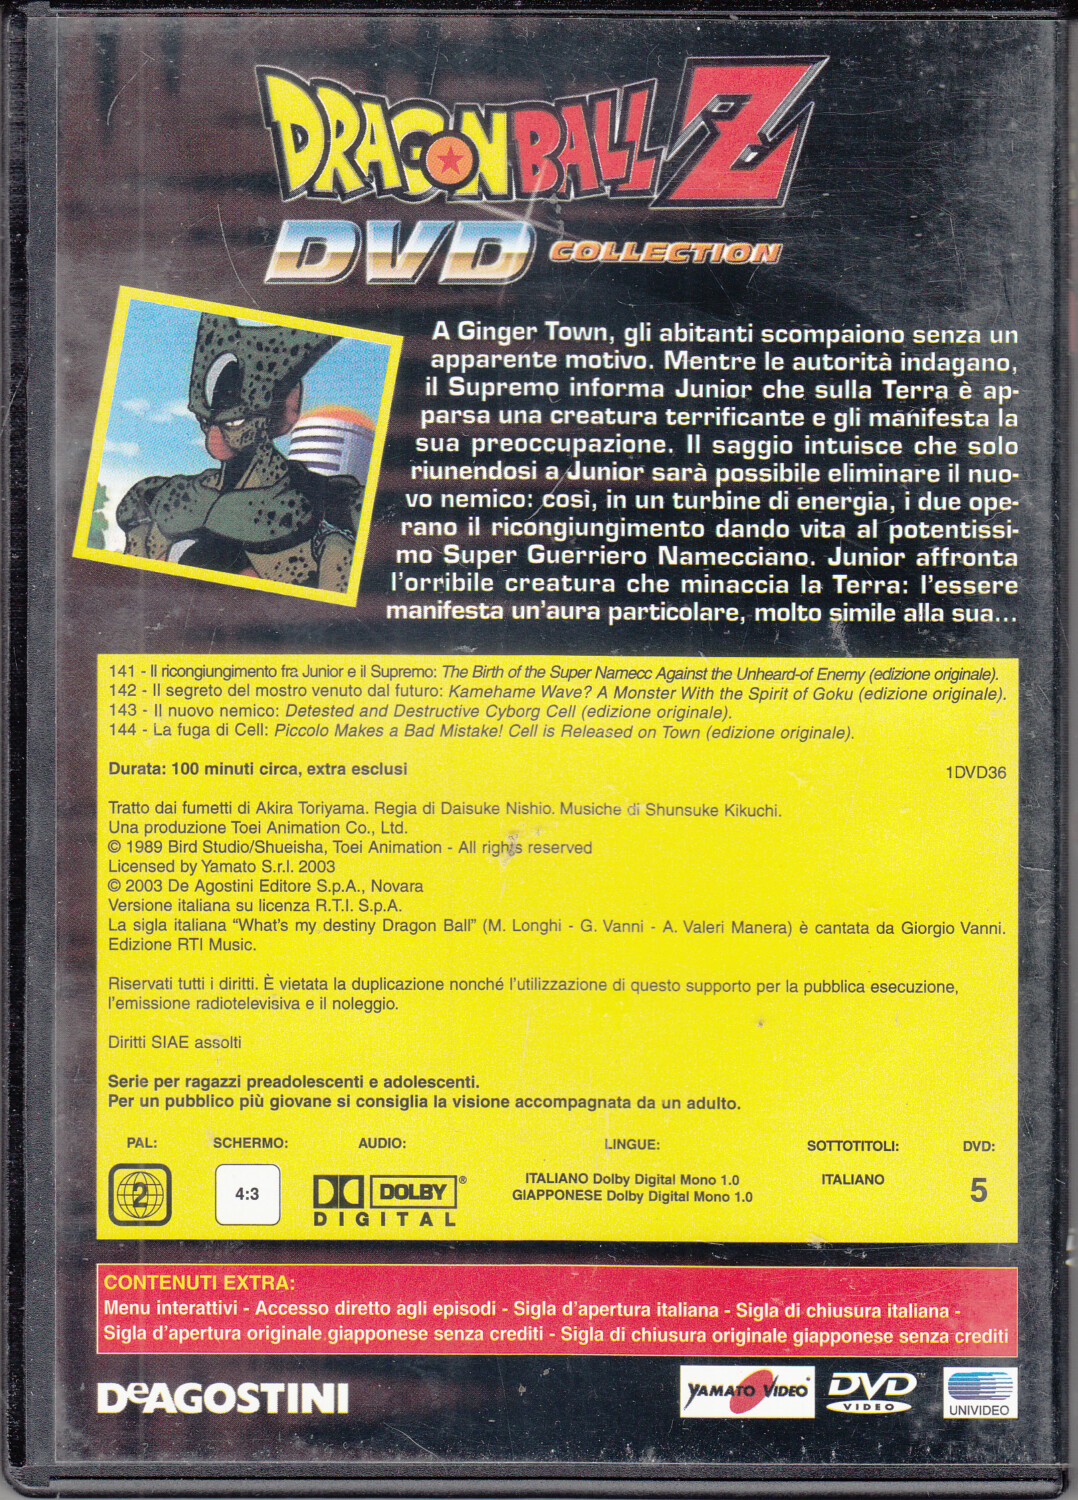 DRAGON BALL Z
DVD COLLECTION
A Ginger Town, gli abitanti scompaiono senza un
apparente motivo. Mentre le autorità indagano,
il Supremo informa Junior che sulla Terra è ap-
parsa una creatura terrificante e gli manifesta la
sua preoccupazione. Il saggio intuisce che solo
riunendosi a Junior sarà possibile eliminare il nuo-
vo nemico: così, in un turbine di energia, i due ope-
rano il ricongiungimento dando vita al potentissi-
mo Super Guerriero Namecciano. Junior affronta
l'orribile creatura che minaccia la Terra: l'essere
manifesta un'aura particolare, molto simile alla sua...
141 - Il ricongiungimento fra Junior e il Supremo: The Birth of the Super Namecc Against the Unheard-of Enemy (edizione originale).
142 - Il segreto del mostro venuto dal futuro: Kamehame Wave? A Monster With the Spirit of Goku (edizione originale).
143 - Il nuovo nemico: Detested and Destructive Cyborg Cell (edizione originale).
144 - La fuga di Cell: Piccolo Makes a Bad Mistake! Cell is Released on Town (edizione originale).
Durata: 100 minuti circa, extra esclusi
1DVD36
Tratto dai fumetti di Akira Toriyama. Regia di Daisuke Nishio. Musiche di Shunsuke Kikuchi.
Una produzione Toei Animation Co., Ltd.
© 1989 Bird Studio/Shueisha, Toei Animation - All rights reserved
Licensed by Yamato S.r.l. 2003
© 2003 De Agostini Editore S.p.A., Novara
Versione italiana su licenza R.T.I. S.p.A.
La sigla italiana "What's my destiny Dragon Ball" (M. Longhi - G. Vanni - A. Valeri Manera) è cantata da Giorgio Vanni.
Edizione RTI Music.
Riservati tutti i diritti. È vietata la duplicazione nonché l'utilizzazione di questo supporto per la pubblica esecuzione,
l'emissione radiotelevisiva e il noleggio.
Diritti SIAE assolti
Serie per ragazzi preadolescenti e adolescenti.
Per un pubblico più giovane si consiglia la visione accompagnata da un adulto.
PAL: SCHERMO: AUDIO: LINGUE: SOTTOTITOLI: DVD:
2 4:3 DOLBY® DIGITAL
ITALIANO Dolby Digital Mono 1.0
GIAPPONESE Dolby Digital Mono 1.0
ITALIANO
5
CONTENUTI EXTRA:
Menu interattivi - Accesso diretto agli episodi - Sigla d'apertura italiana - Sigla di chiusura italiana -
Sigla d'apertura originale giapponese senza crediti - Sigla di chiusura originale giapponese senza crediti
DeAGOSTINI
YAMATO VIDEO®
DVD™
VIDEO
UNIVIDEO